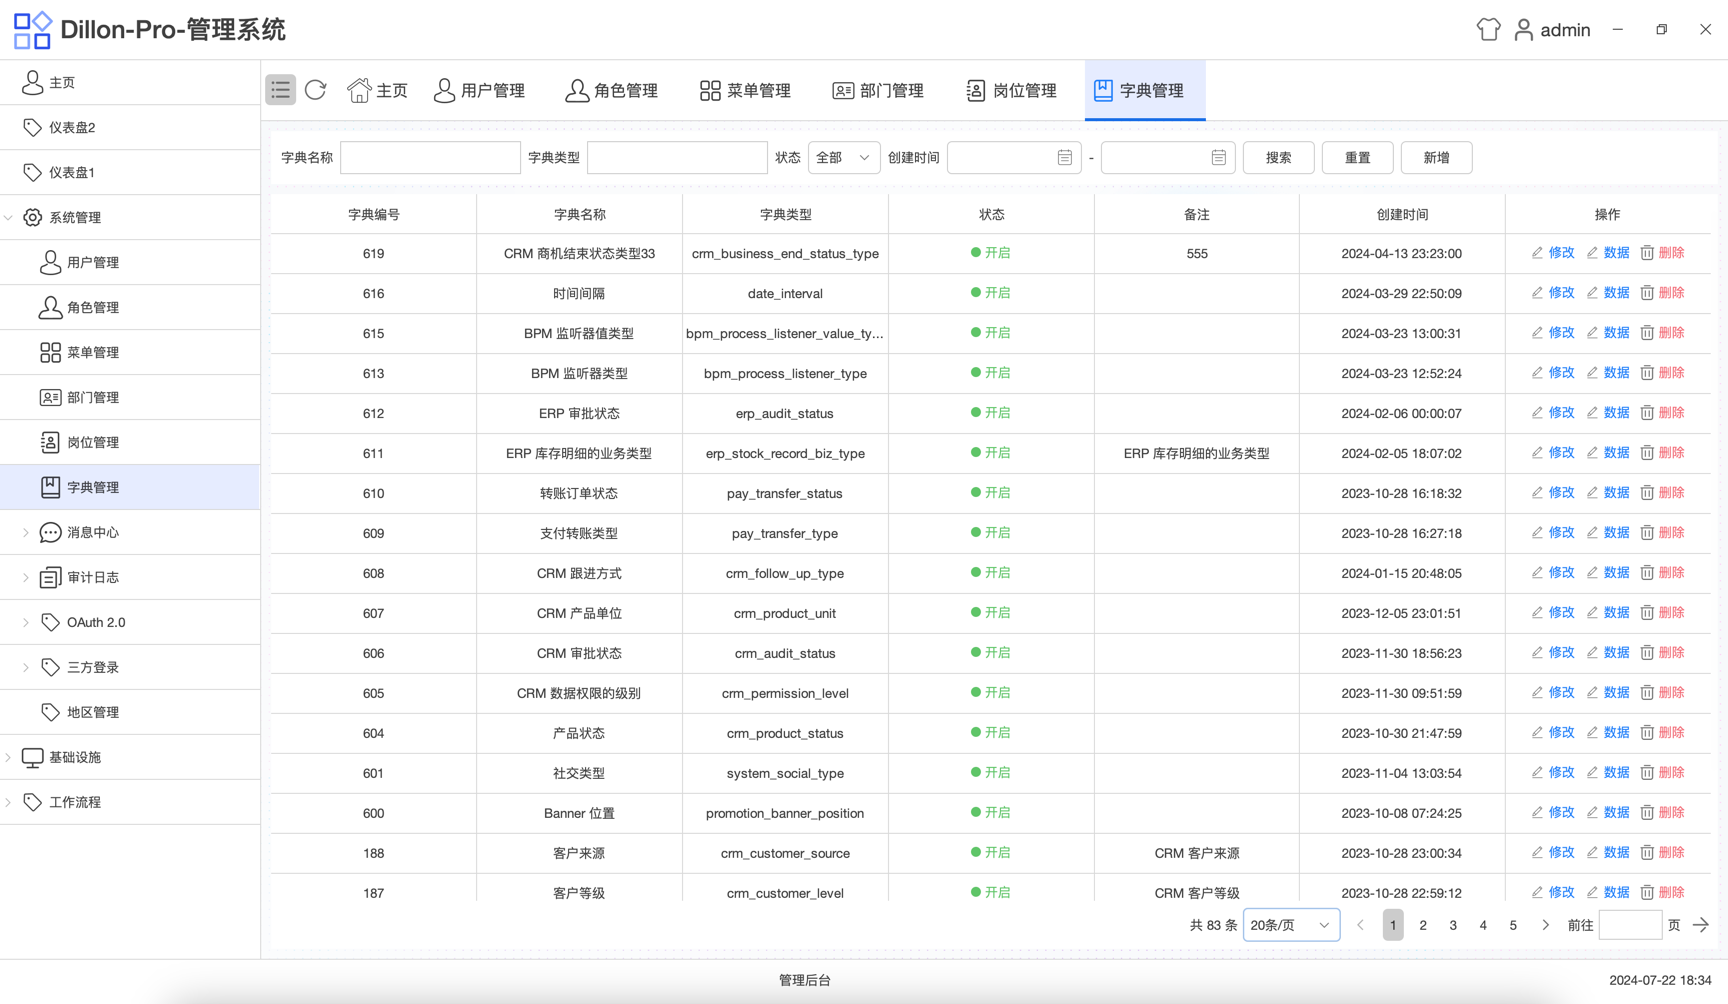 Dillon-Pro-管理系统
admin
主页
仪表盘2
仪表盘1
系统管理
用户管理
角色管理
菜单管理
部门管理
岗位管理
字典管理
消息中心
审计日志
OAuth 2.0
三方登录
地区管理
基础设施
工作流程
主页 用户管理 角色管理 菜单管理 部门管理 岗位管理 字典管理
字典名称 字典类型 状态 全部 创建时间 - 搜索 重置 新增
字典编号 字典名称 字典类型 状态 备注 创建时间 操作
619 CRM 商机结束状态类型33 crm_business_end_status_type 开启 555 2024-04-13 23:23:00 修改 数据 删除
616 时间间隔 date_interval 开启 2024-03-29 22:50:09 修改 数据 删除
615 BPM 监听器值类型 bpm_process_listener_value_ty... 开启 2024-03-23 13:00:31 修改 数据 删除
613 BPM 监听器类型 bpm_process_listener_type 开启 2024-03-23 12:52:24 修改 数据 删除
612 ERP 审批状态 erp_audit_status 开启 2024-02-06 00:00:07 修改 数据 删除
611 ERP 库存明细的业务类型 erp_stock_record_biz_type 开启 ERP 库存明细的业务类型 2024-02-05 18:07:02 修改 数据 删除
610 转账订单状态 pay_transfer_status 开启 2023-10-28 16:18:32 修改 数据 删除
609 支付转账类型 pay_transfer_type 开启 2023-10-28 16:27:18 修改 数据 删除
608 CRM 跟进方式 crm_follow_up_type 开启 2024-01-15 20:48:05 修改 数据 删除
607 CRM 产品单位 crm_product_unit 开启 2023-12-05 23:01:51 修改 数据 删除
606 CRM 审批状态 crm_audit_status 开启 2023-11-30 18:56:23 修改 数据 删除
605 CRM 数据权限的级别 crm_permission_level 开启 2023-11-30 09:51:59 修改 数据 删除
604 产品状态 crm_product_status 开启 2023-10-30 21:47:59 修改 数据 删除
601 社交类型 system_social_type 开启 2023-11-04 13:03:54 修改 数据 删除
600 Banner 位置 promotion_banner_position 开启 2023-10-08 07:24:25 修改 数据 删除
188 客户来源 crm_customer_source 开启 CRM 客户来源 2023-10-28 23:00:34 修改 数据 删除
187 客户等级 crm_customer_level 开启 CRM 客户等级 2023-10-28 22:59:12 修改 数据 删除
共 83 条 20条/页 1 2 3 4 5 前往 页
管理后台
2024-07-22 18:34